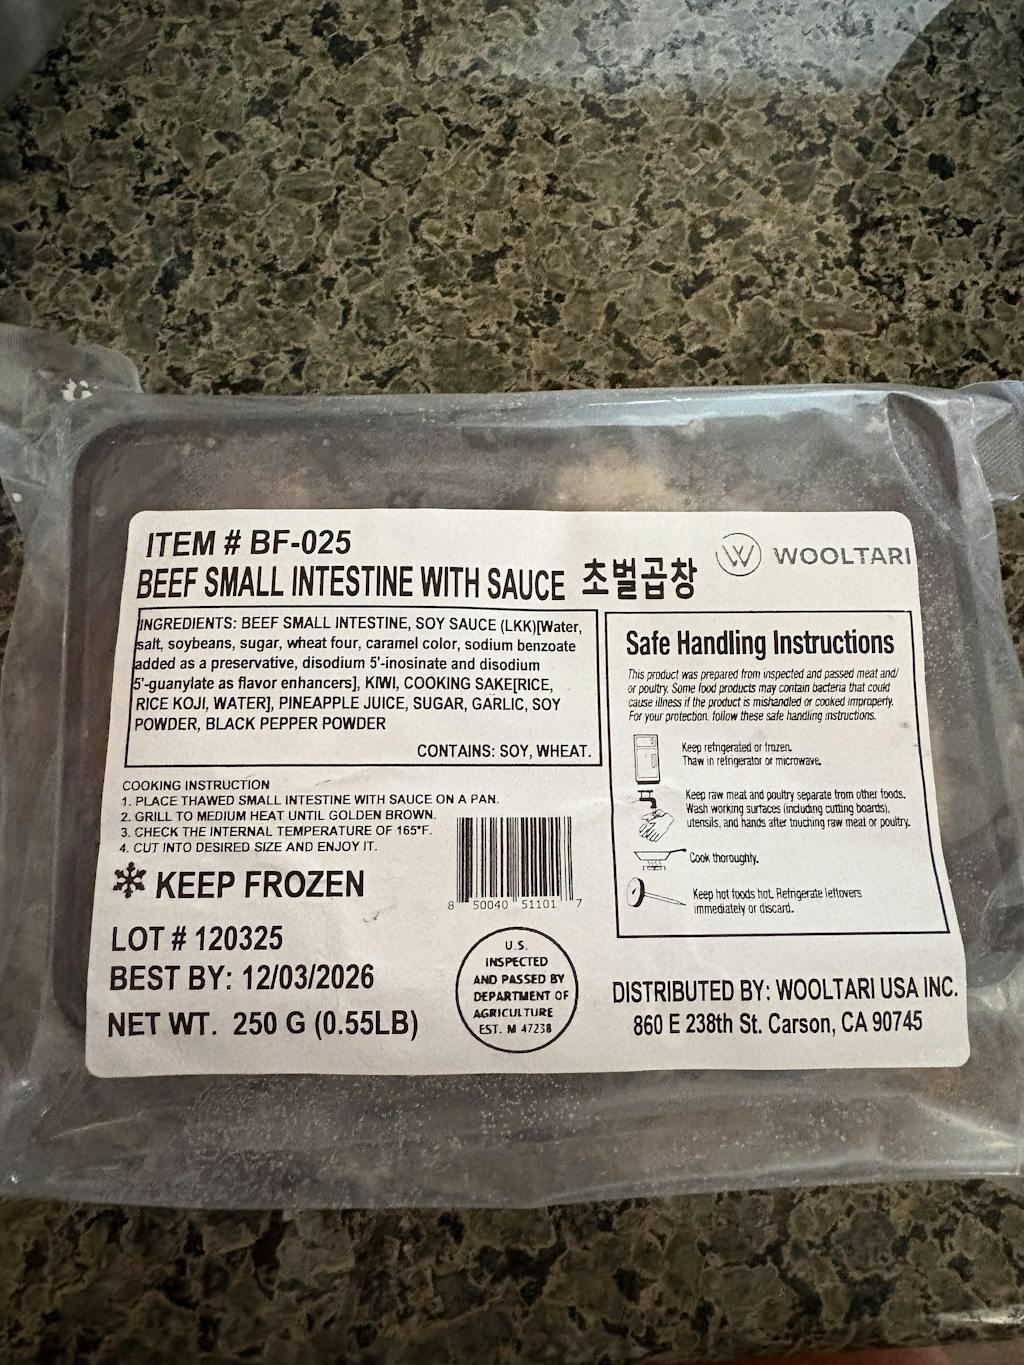 ITEM # BF-025
BEEF SMALL INTESTINE WITH SAUCE 초벌곱창
W WOOLTARI
INGREDIENTS: BEEF SMALL INTESTINE, SOY SAUCE (LKK)[Water,
salt, soybeans, sugar, wheat four, caramel color, sodium benzoate
added as a preservative, disodium 5'-inosinate and disodium
5'-guanylate as flavor enhancers], KIWI, COOKING SAKE[RICE,
RICE KOJI, WATER], PINEAPPLE JUICE, SUGAR, GARLIC, SOY
POWDER, BLACK PEPPER POWDER
CONTAINS: SOY, WHEAT.
COOKING INSTRUCTION
1. PLACE THAWED SMALL INTESTINE WITH SAUCE ON A PAN.
2. GRILL TO MEDIUM HEAT UNTIL GOLDEN BROWN.
3. CHECK THE INTERNAL TEMPERATURE OF 165°F.
4. CUT INTO DESIRED SIZE AND ENJOY IT.
KEEP FROZEN
8 50040 51101 7
LOT # 120325
BEST BY: 12/03/2026
NET WT. 250 G (0.55LB)
U.S.
INSPECTED
AND PASSED BY
DEPARTMENT OF
AGRICULTURE
EST. M 47238
Safe Handling Instructions
This product was prepared from inspected and passed meat and/
or poultry. Some food products may contain bacteria that could
cause illness if the product is mishandled or cooked improperly.
For your protection, follow these safe handling instructions.
Keep refrigerated or frozen.
Thaw in refrigerator or microwave.
Keep raw meat and poultry separate from other foods.
Wash working surfaces (including cutting boards),
utensils, and hands after touching raw meat or poultry.
Cook thoroughly.
Keep hot foods hot. Refrigerate leftovers
immediately or discard.
DISTRIBUTED BY: WOOLTARI USA INC.
860 E 238th St. Carson, CA 90745